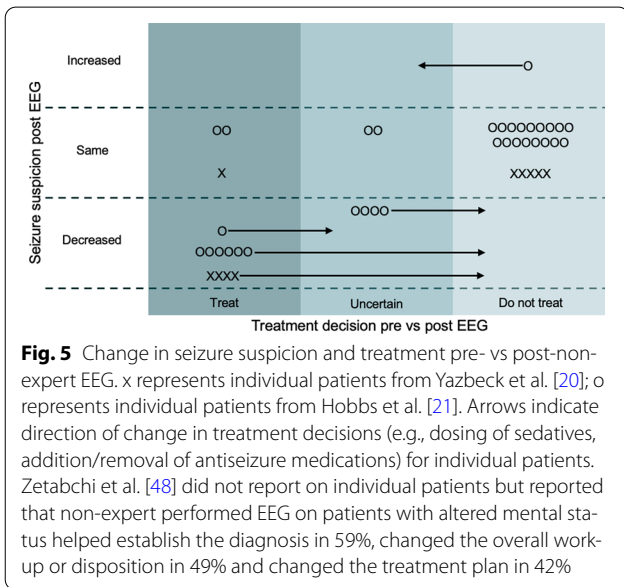 Seizure suspicion post EEG
Increased
O
Same
OO
OO
OOOOOOOOO
OOOOOOOO
X
XXXXX
Decreased
OOOO
O
OOOOOO
XXXX
Treat
Uncertain
Do not treat
Treatment decision pre vs post EEG
Fig. 5 Change in seizure suspicion and treatment pre- vs post-non-
expert EEG. x represents individual patients from Yazbeck et al. [20]; o
represents individual patients from Hobbs et al. [21]. Arrows indicate
direction of change in treatment decisions (e.g., dosing of sedatives,
addition/removal of antiseizure medications) for individual patients.
Zetabchi et al. [48] did not report on individual patients but reported
that non-expert performed EEG on patients with altered mental sta-
tus helped establish the diagnosis in 59%, changed the overall work-
up or disposition in 49% and changed the treatment plan in 42%